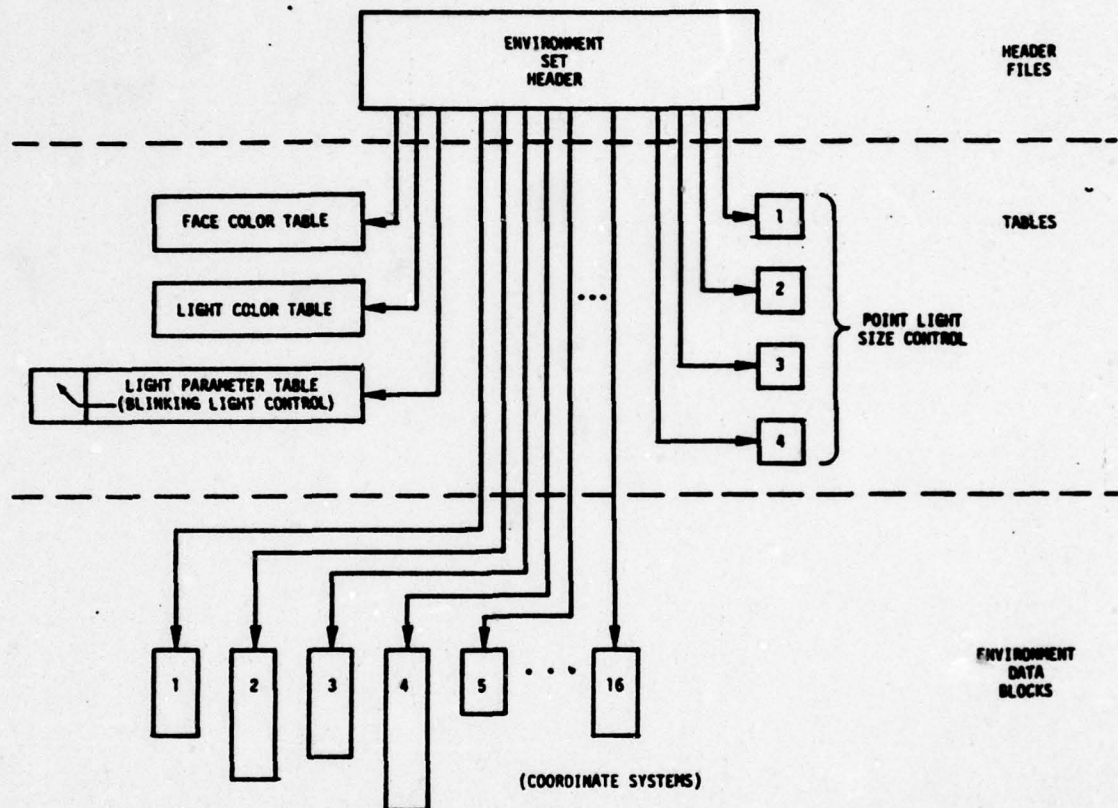 ENVIRONMENT
SET
HEADER
HEADER
FILES
FACE COLOR TABLE
LIGHT COLOR TABLE
LIGHT PARAMETER TABLE
(BLINKING LIGHT CONTROL)
...
1
2
3
4
POINT LIGHT
SIZE CONTROL
TABLES
1
2
3
4
5
...
16
ENVIRONMENT
DATA
BLOCKS
(COORDINATE SYSTEMS)